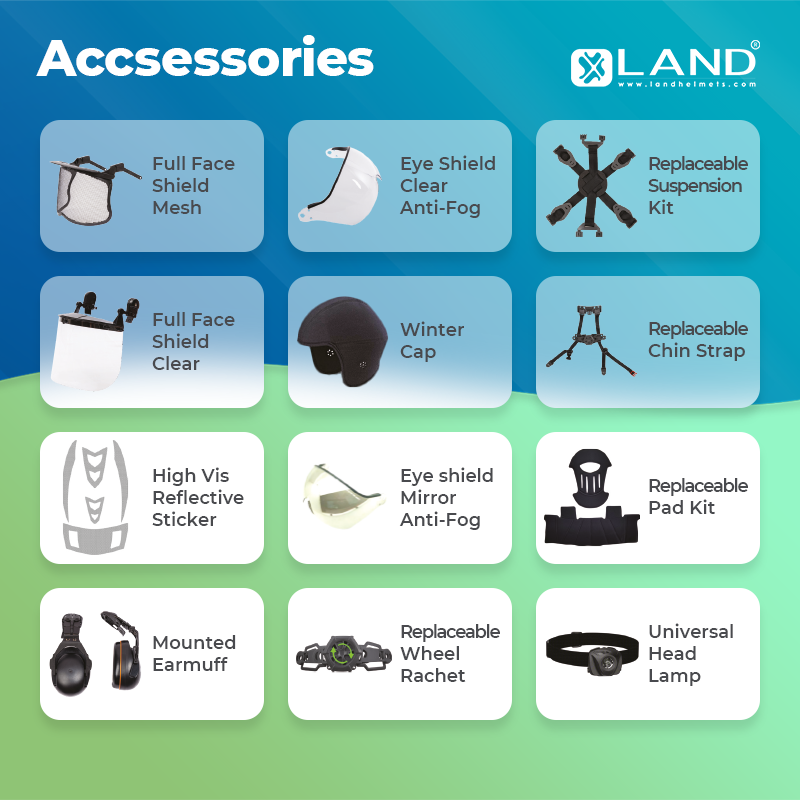 Accsessories
LAND®
www.landhelmets.com
Full Face
Shield
Mesh
Eye Shield
Clear
Anti-Fog
Replaceable
Suspension
Kit
Full Face
Shield
Clear
Winter
Cap
Replaceable
Chin Strap
High Vis
Reflective
Sticker
Eye shield
Mirror
Anti-Fog
Replaceable
Pad Kit
Mounted
Earmuff
Replaceable
Wheel
Rachet
Universal
Head
Lamp